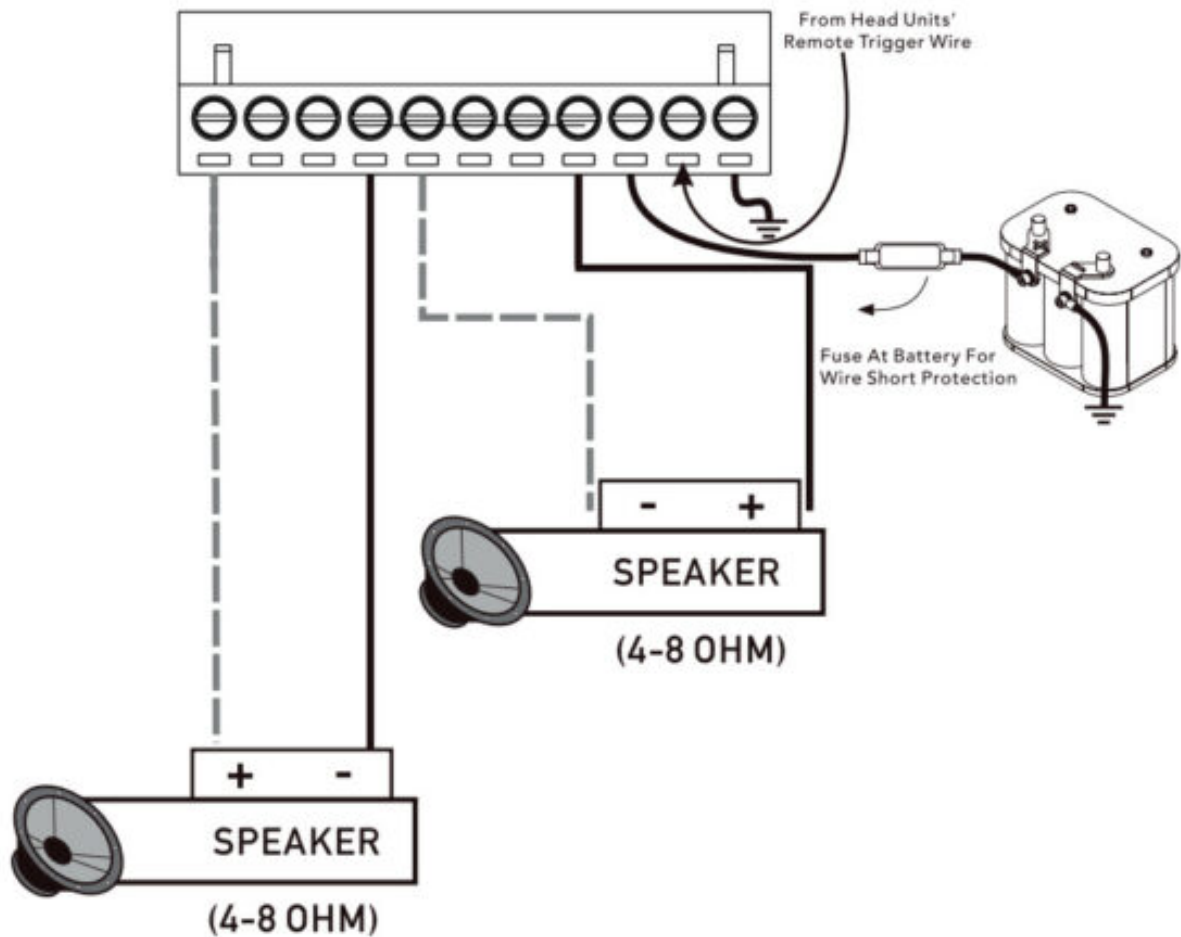 From Head Units'
Remote Trigger Wire
Fuse At Battery For
Wire Short Protection
- +
SPEAKER
(4-8 OHM)
+ -
SPEAKER
(4-8 OHM)